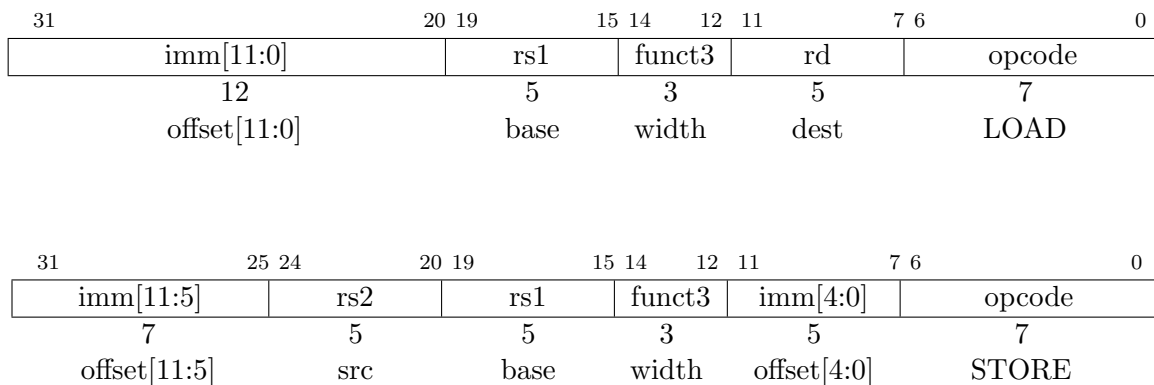 31 20 19 15 14 12 11 7 6 0
imm[11:0] rs1 funct3 rd opcode
12 5 3 5 7
offset[11:0] base width dest LOAD
31 25 24 20 19 15 14 12 11 7 6 0
imm[11:5] rs2 rs1 funct3 imm[4:0] opcode
7 5 5 3 5 7
offset[11:5] src base width offset[4:0] STORE